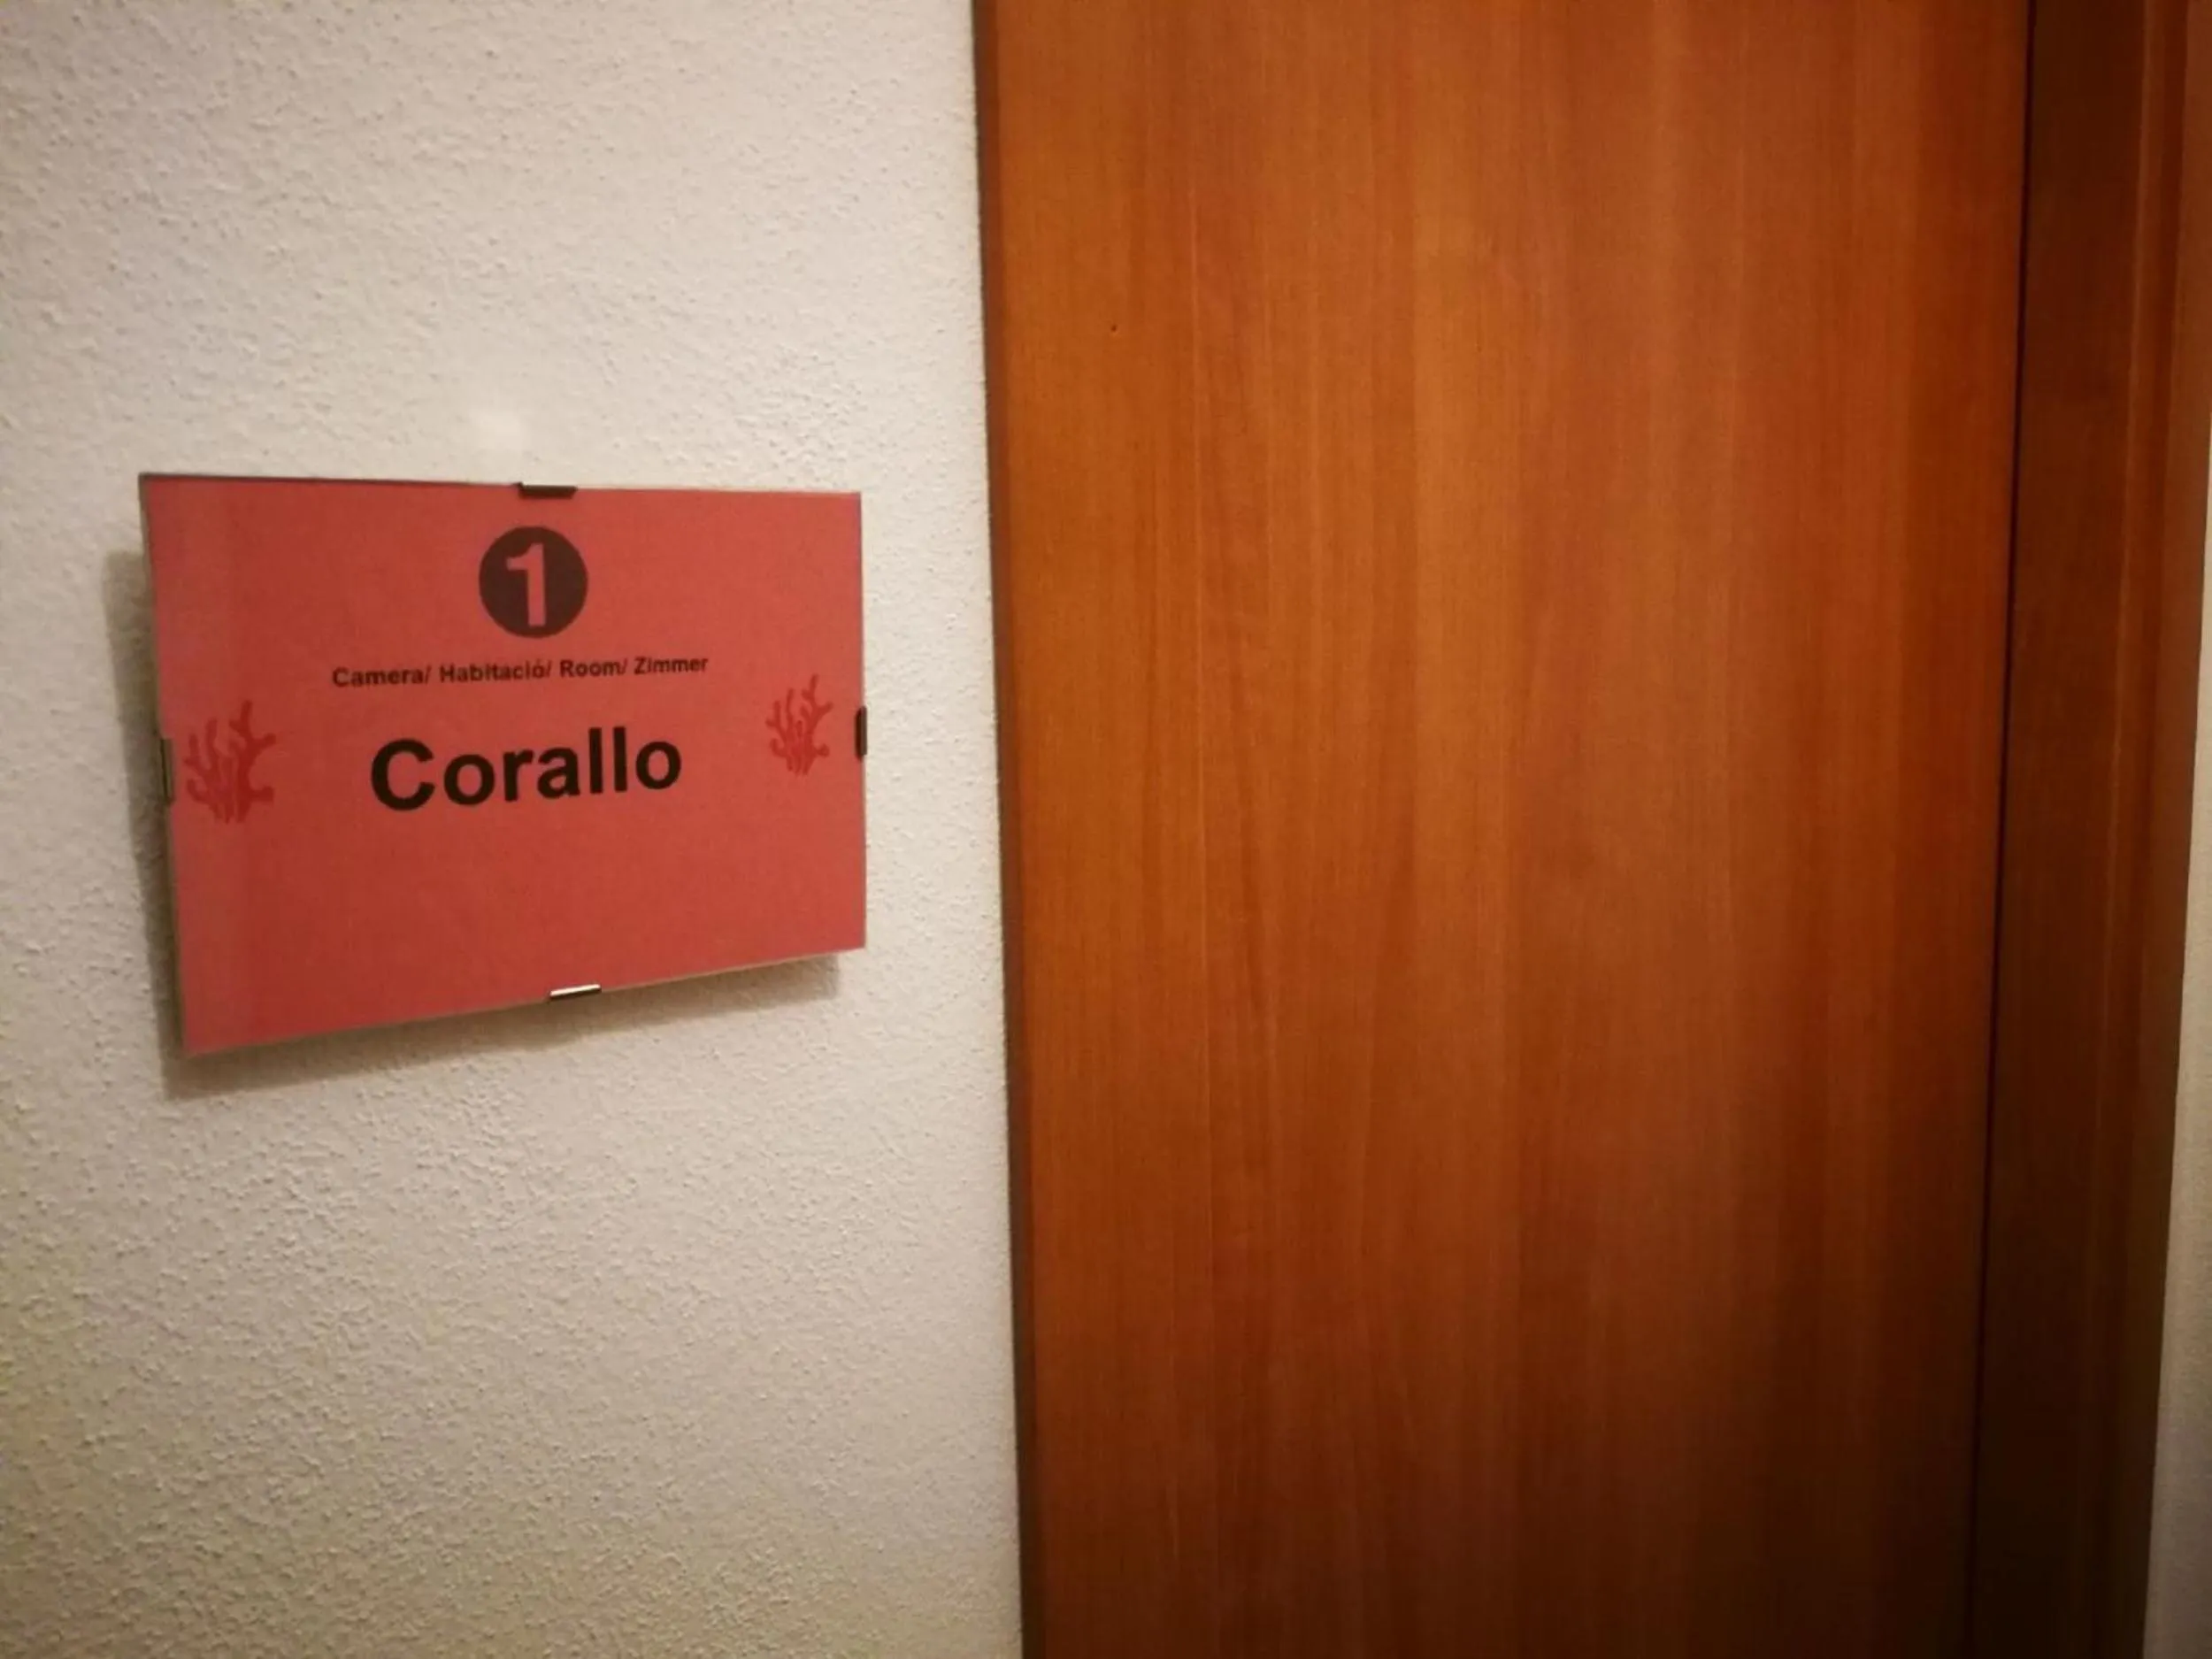 1
Camera/ Habitació/ Room/ Zimmer
Corallo